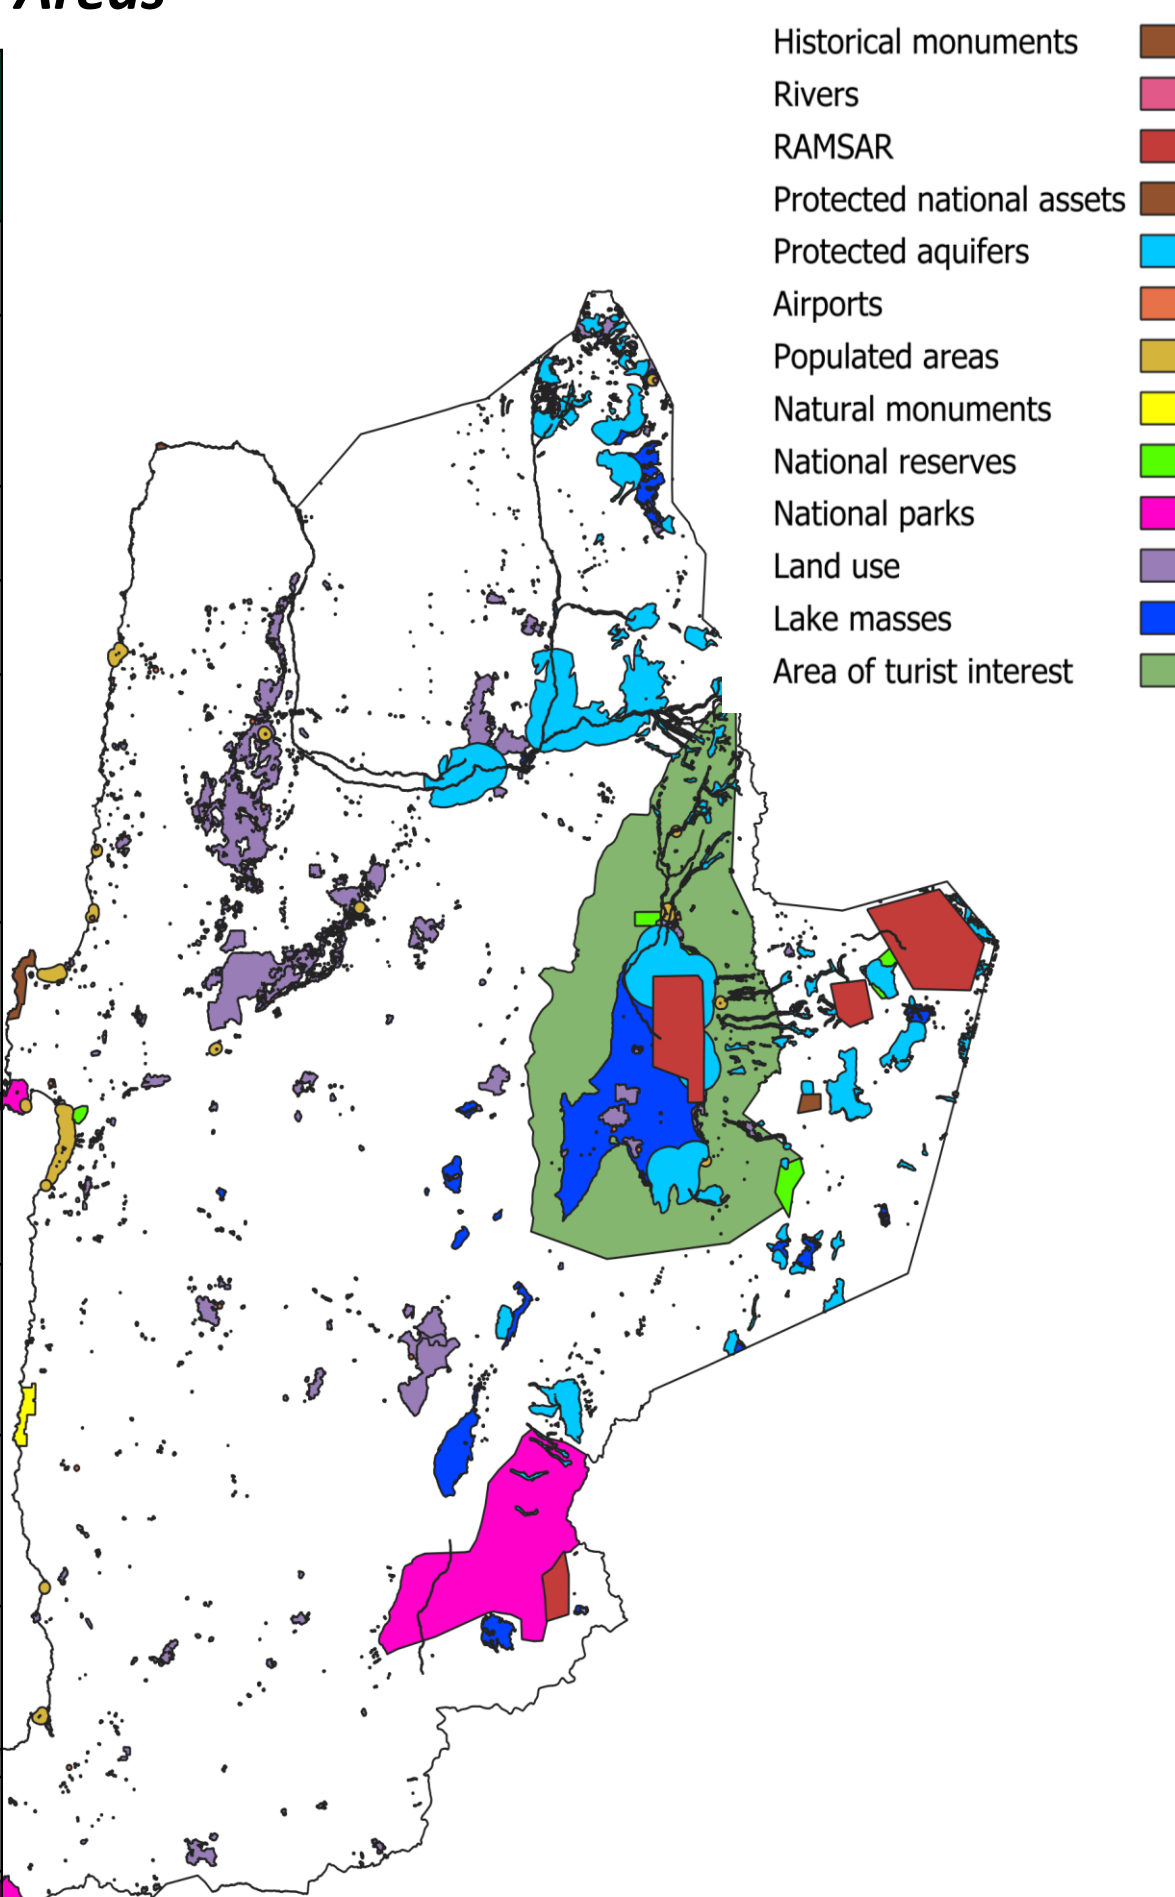 Areas
Historical monuments
Rivers
RAMSAR
Protected national assets
Protected aquifers
Airports
Populated areas
Natural monuments
National reserves
National parks
Land use
Lake masses
Area of turist interest